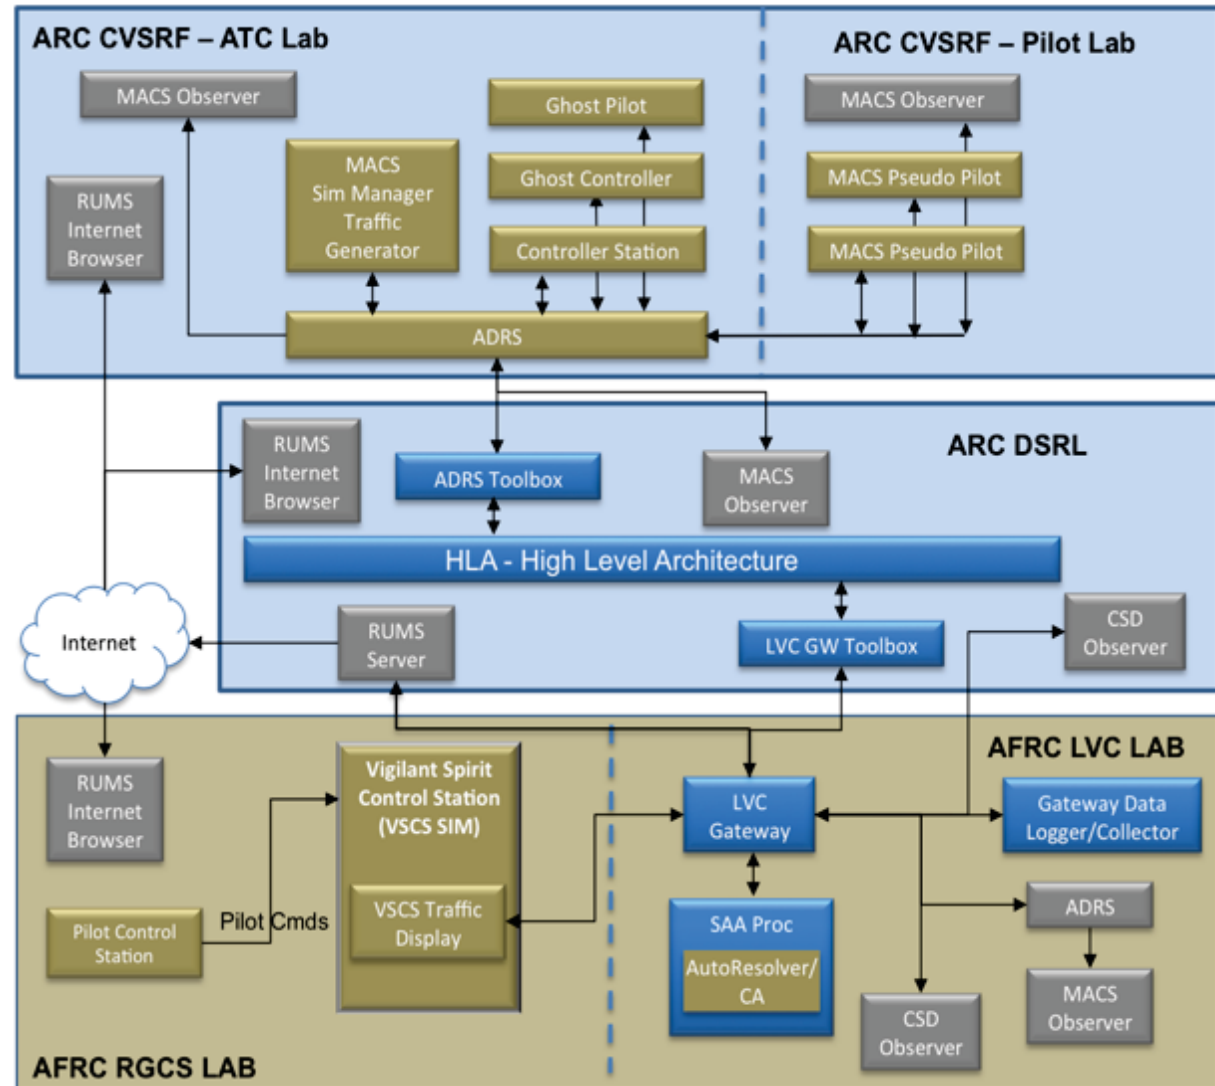 ARC CVSRF – ATC Lab
ARC CVSRF – Pilot Lab
MACS Observer
Ghost Pilot
MACS Observer
MACS
Sim Manager
Traffic
Generator
Ghost Controller
MACS Pseudo Pilot
RUMS
Internet
Browser
Controller Station
MACS Pseudo Pilot
ADRS
ARC DSRL
RUMS
Internet
Browser
ADRS Toolbox
MACS
Observer
HLA - High Level Architecture
Internet
RUMS
Server
LVC GW Toolbox
CSD
Observer
AFRC LVC LAB
RUMS
Internet
Browser
Vigilant Spirit
Control Station
(VSCS SIM)
LVC
Gateway
Gateway Data
Logger/Collector
Pilot Control
Station
Pilot Cmds
VSCS Traffic
Display
SAA Proc
AutoResolver/
CA
ADRS
CSD
Observer
MACS
Observer
AFRC RGCS LAB